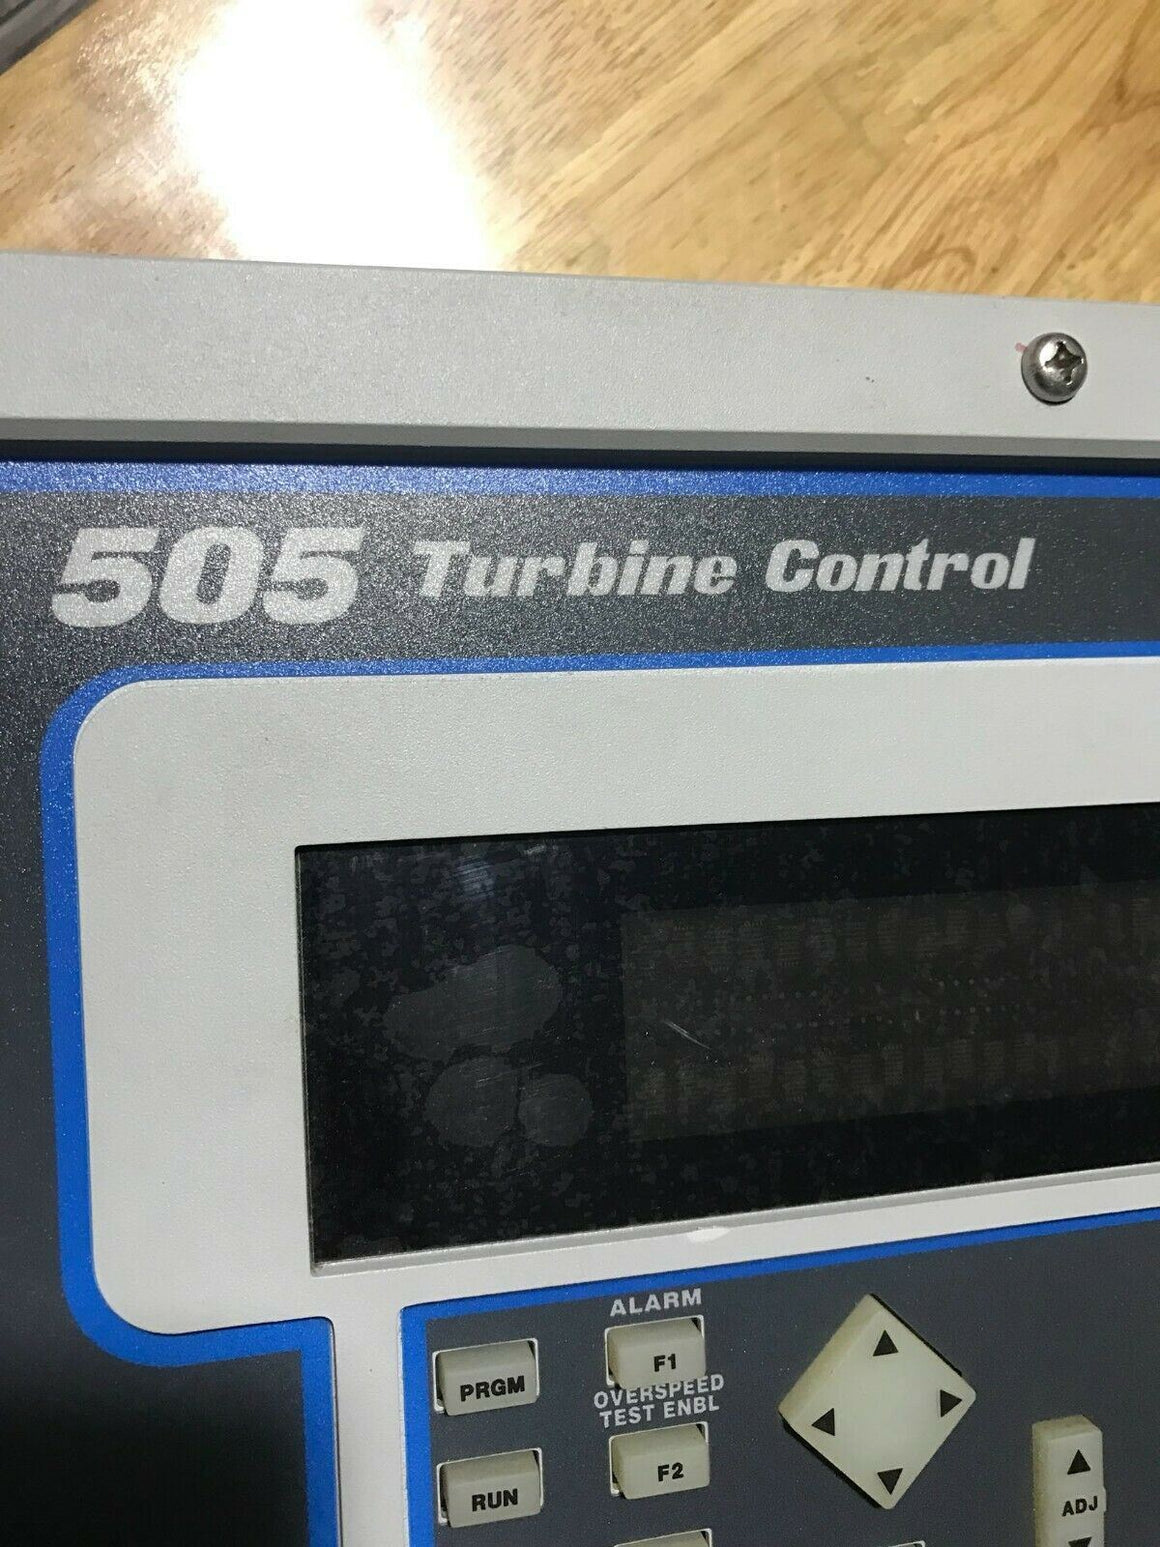 505 Turbine Control
ALARM
PRGM
F1
OVERSPEED
TEST ENBL
RUN
F2
ADJ